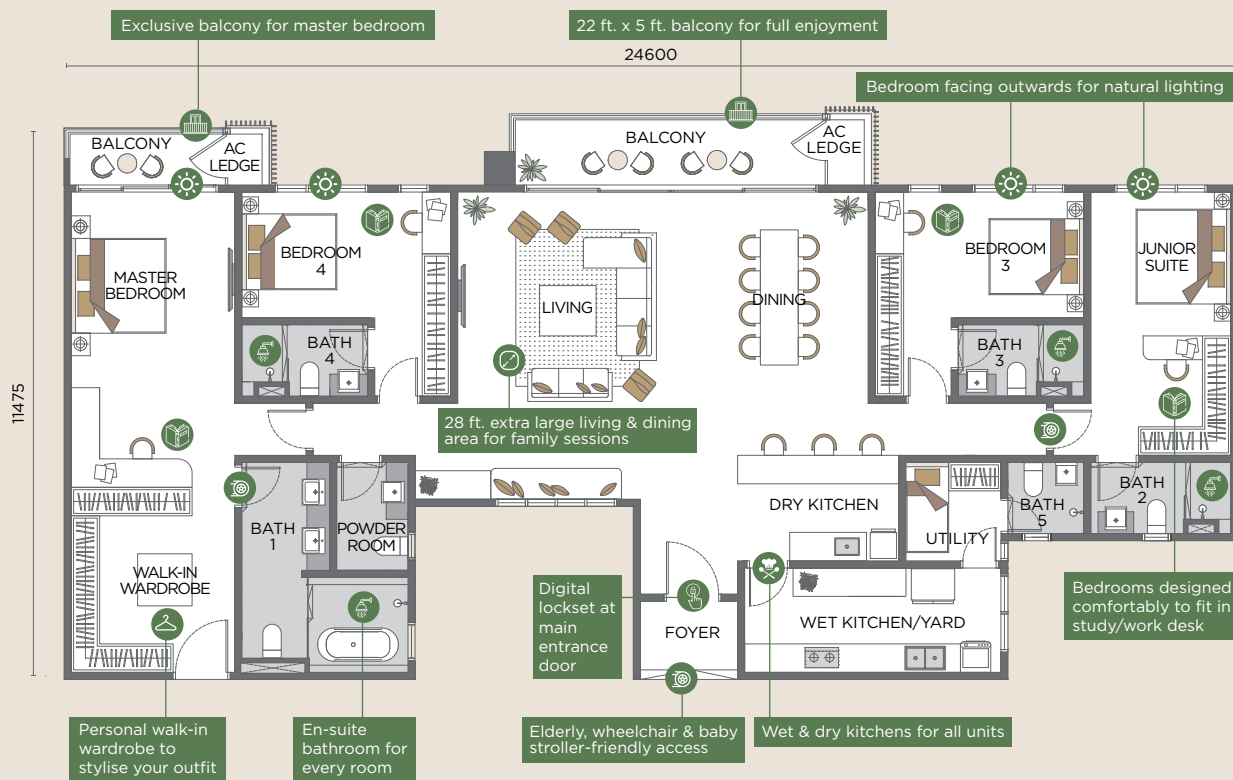 Exclusive balcony for master bedroom
22 ft. x 5 ft. balcony for full enjoyment
24600
Bedroom facing outwards for natural lighting
11475
BALCONY
AC
LEDGE
BALCONY
AC
LEDGE
MASTER
BEDROOM
BEDROOM
4
LIVING
DINING
BEDROOM
3
JUNIOR
SUITE
BATH
4
BATH
3
28 ft. extra large living & dining
area for family sessions
BATH
1
POWDER
ROOM
DRY KITCHEN
UTILITY
BATH
5
BATH
2
WALK-IN
WARDROBE
Digital
lockset at
main
entrance
door
FOYER
WET KITCHEN/YARD
Bedrooms designed
comfortably to fit in
study/work desk
Personal walk-in
wardrobe to
stylise your outfit
En-suite
bathroom for
every room
Elderly, wheelchair & baby
stroller-friendly access
Wet & dry kitchens for all units